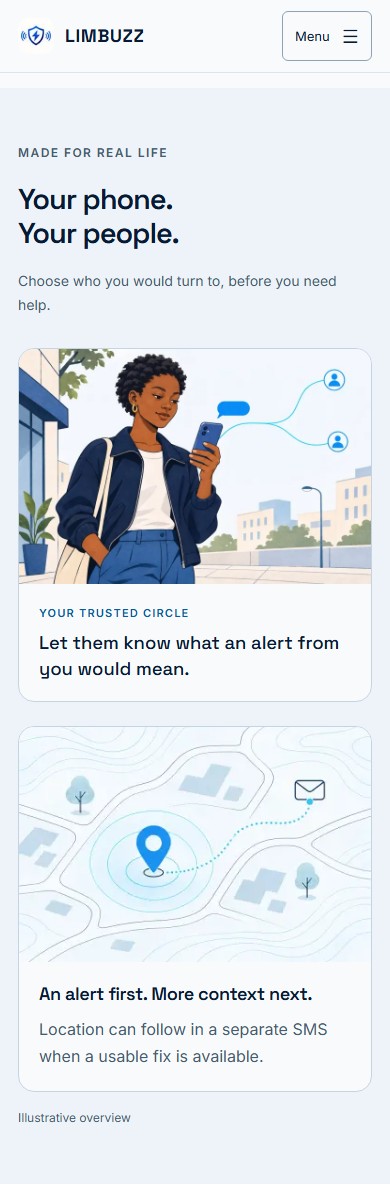 LIMBUZZ
Menu
MADE FOR REAL LIFE
Your phone.
Your people.
Choose who you would turn to, before you need
help.
YOUR TRUSTED CIRCLE
Let them know what an alert from
you would mean.
An alert first. More context next.
Location can follow in a separate SMS
when a usable fix is available.
Illustrative overview